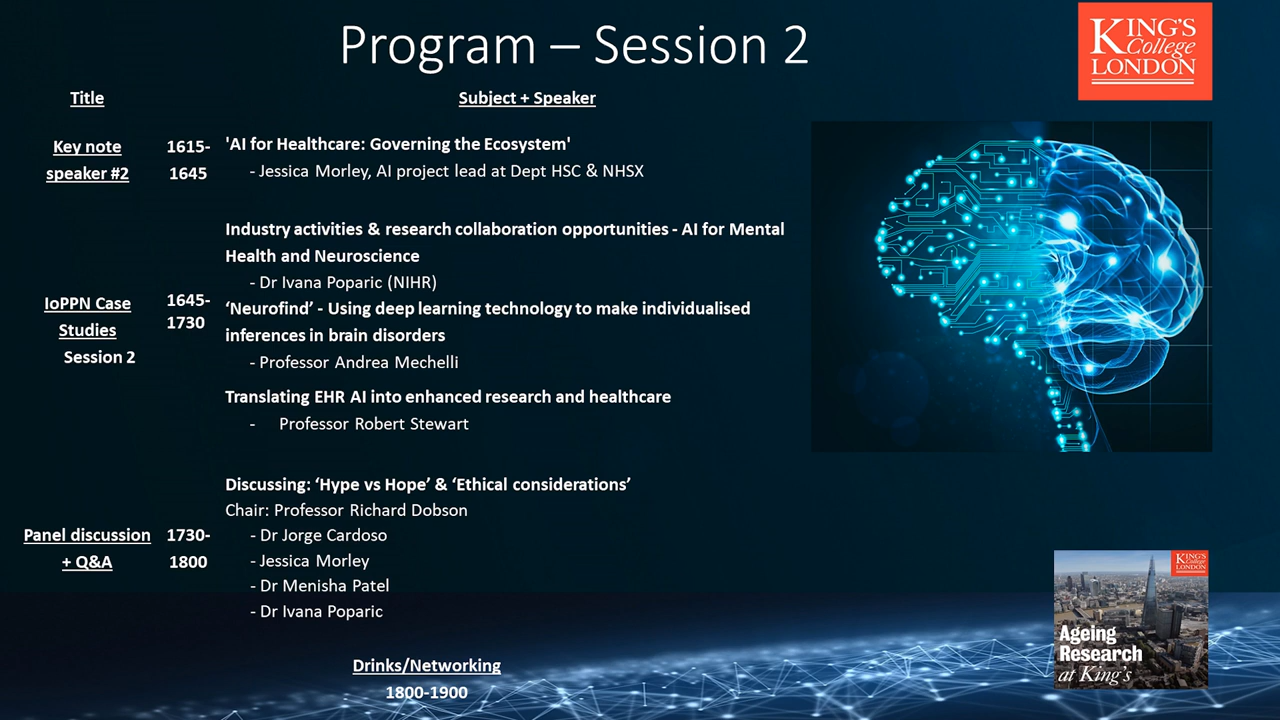 Program – Session 2
KING'S
College
LONDON
Title
Subject + Speaker
Key note
speaker #2
1615-
1645
'AI for Healthcare: Governing the Ecosystem'
- Jessica Morley, AI project lead at Dept HSC & NHSX
IoPPN Case
Studies
Session 2
1645-
1730
Industry activities & research collaboration opportunities - AI for Mental
Health and Neuroscience
- Dr Ivana Poparic (NIHR)
‘Neurofind’ - Using deep learning technology to make individualised
inferences in brain disorders
- Professor Andrea Mechelli
Translating EHR AI into enhanced research and healthcare
- Professor Robert Stewart
Panel discussion
+ Q&A
1730-
1800
Discussing: ‘Hype vs Hope’ & ‘Ethical considerations’
Chair: Professor Richard Dobson
- Dr Jorge Cardoso
- Jessica Morley
- Dr Menisha Patel
- Dr Ivana Poparic
Drinks/Networking
1800-1900
KING'S
College
LONDON
Ageing
Research
at King's